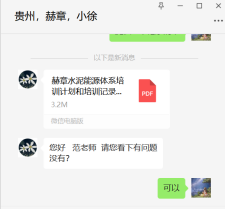 贵州，赫章，小徐
以下是新消息
赫章水泥能源体系培
训计划和培训记录...
PDF
3.2M
微信电脑版
您好 范老师 请您看下有问题
没有？
可以